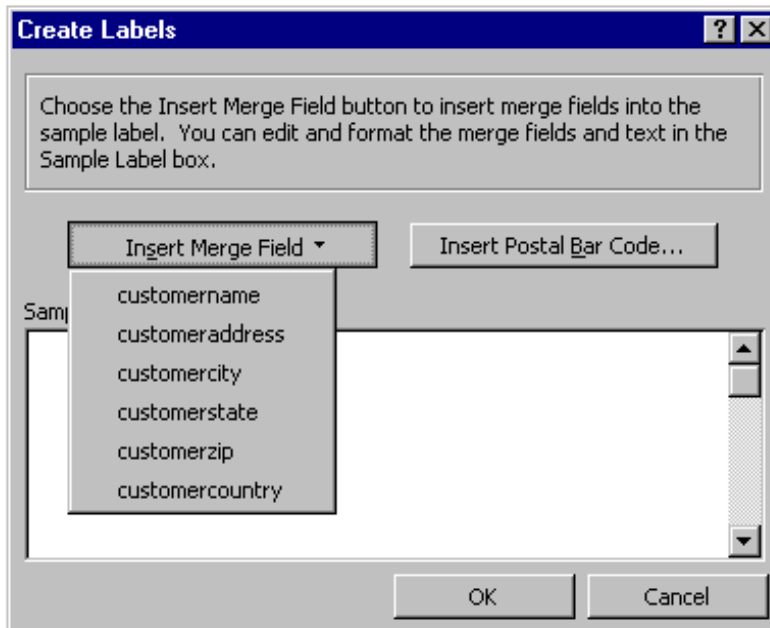 Create Labels
Choose the Insert Merge Field button to insert merge fields into the
sample label.  You can edit and format the merge fields and text in the
Sample Label box.
Insert Merge Field
Insert Postal Bar Code...
customername
customeraddress
customercity
customerstate
customerzip
customercountry
OK
Cancel